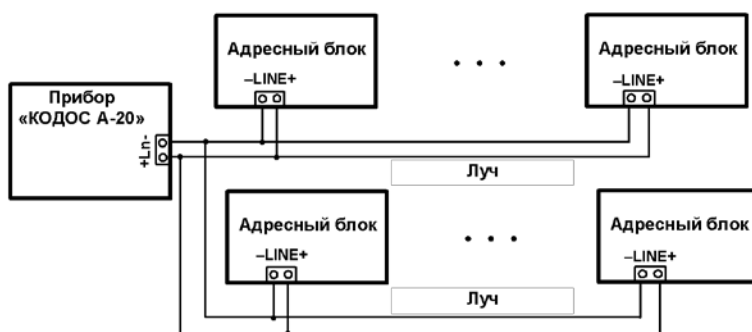 Адресный блок
–LINE+
Адресный блок
–LINE+
Прибор
«КОДОС А-20»
+Ln-
Луч
Адресный блок
–LINE+
Адресный блок
–LINE+
Луч